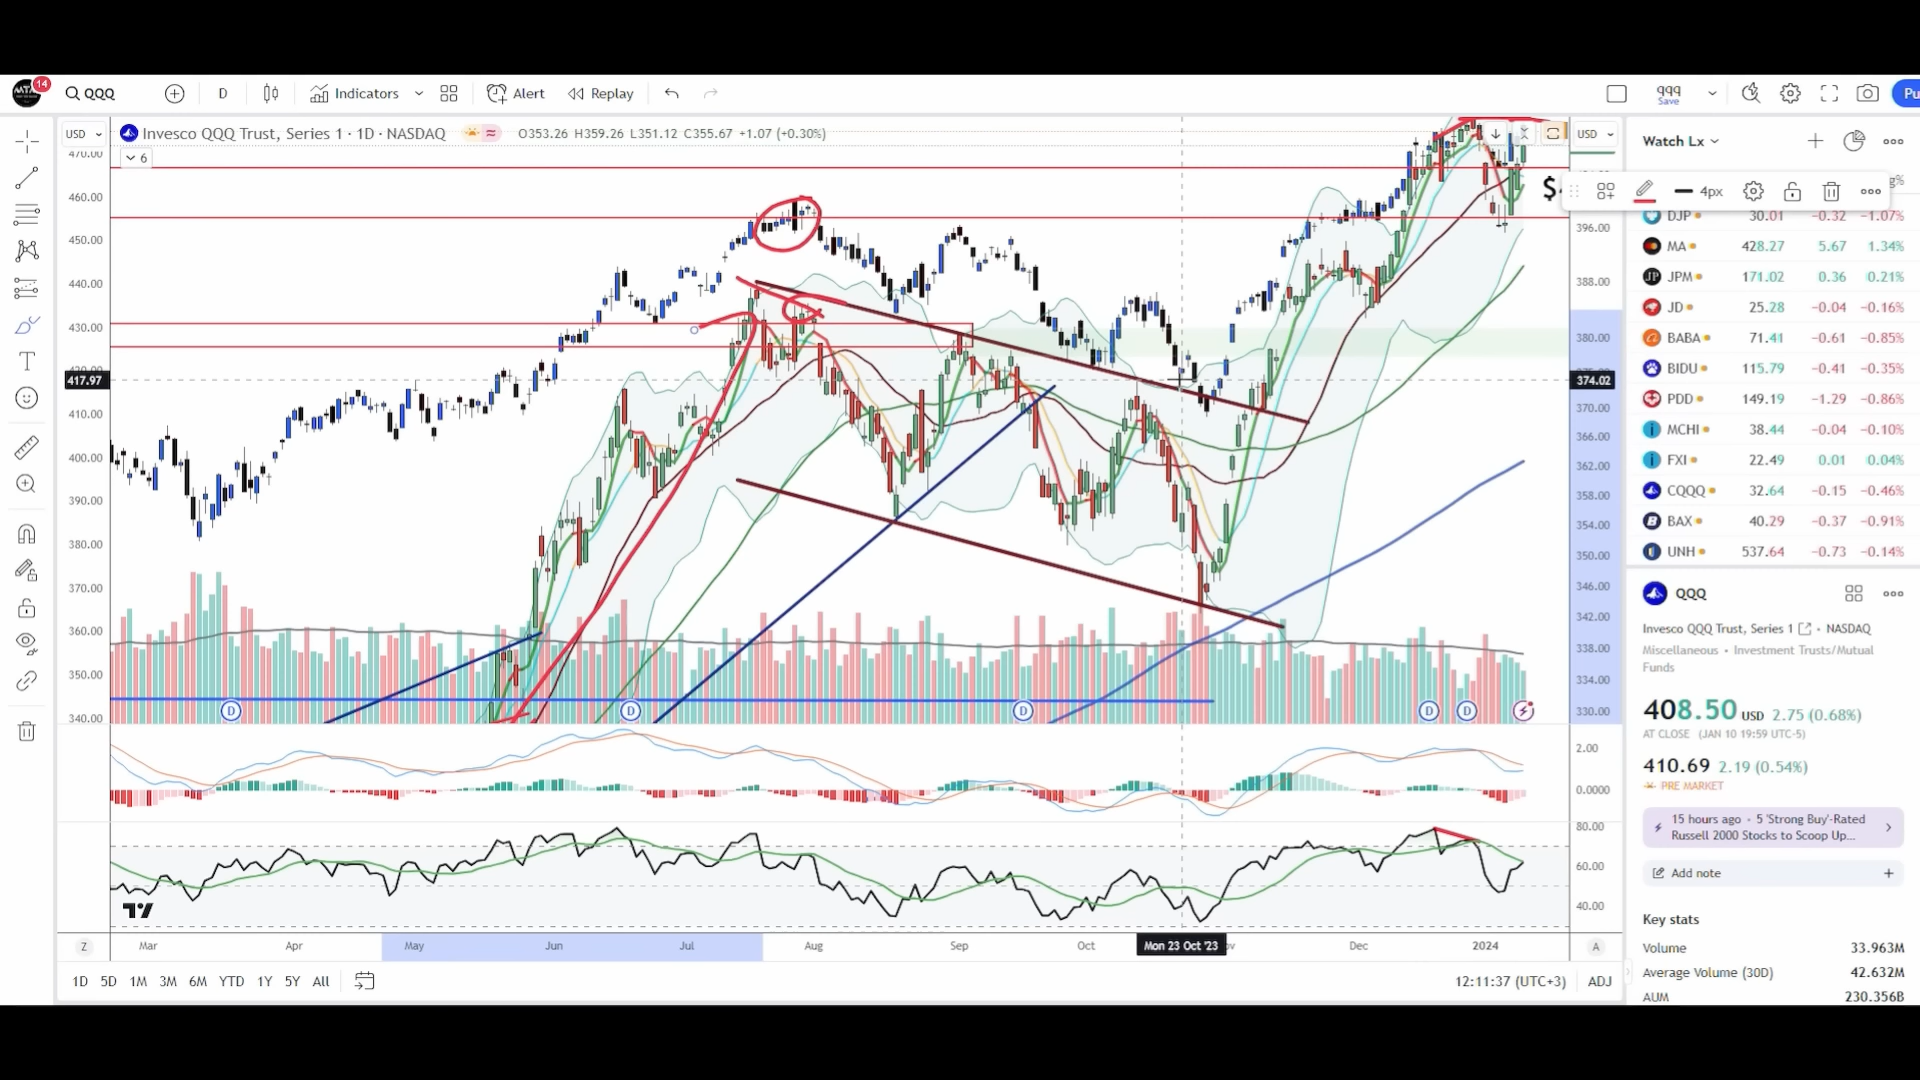 14
QQQ
D
Indicators
Alert
Replay
qqq
Save
Pu
USD
Invesco QQQ Trust, Series 1 · 1D · NASDAQ
O353.26 H359.26 L351.12 C355.67 +1.07 (+0.30%)
USD
6
Watch Lx
$
4px
470.00
460.00
450.00
440.00
430.00
417.97
410.00
400.00
390.00
380.00
370.00
360.00
350.00
340.00
396.00
388.00
380.00
374.02
370.00
366.00
362.00
358.00
354.00
350.00
346.00
342.00
338.00
334.00
330.00
2.00
0.0000
80.00
60.00
40.00
D
D
D
D
D
DJP 30.01 −0.32 −1.07%
MA 428.27 5.67 1.34%
JPM 171.02 0.36 0.21%
JD 25.28 −0.04 −0.16%
BABA 71.41 −0.61 −0.85%
BIDU 115.79 −0.41 −0.35%
PDD 149.19 −1.29 −0.86%
MCHI 38.44 −0.04 −0.10%
FXI 22.49 0.01 0.04%
CQQQ 32.64 −0.15 −0.46%
BAX 40.29 −0.37 −0.91%
UNH 537.64 −0.73 −0.14%
QQQ
Invesco QQQ Trust, Series 1 • NASDAQ
Miscellaneous • Investment Trusts/Mutual
Funds
408.50 USD 2.75 (0.68%)
AT CLOSE (JAN 10 19:59 UTC-5)
410.69 2.19 (0.54%)
PRE MARKET
15 hours ago • 5 'Strong Buy'-Rated
Russell 2000 Stocks to Scoop Up...
Add note
Key stats
Volume 33.963M
Average Volume (30D) 42.632M
AUM 230.356B
Z
Mar
Apr
May
Jun
Jul
Aug
Sep
Oct
Mon 23 Oct '23
Dec
2024
A
1D 5D 1M 3M 6M YTD 1Y 5Y All
12:11:37 (UTC+3)
ADJ